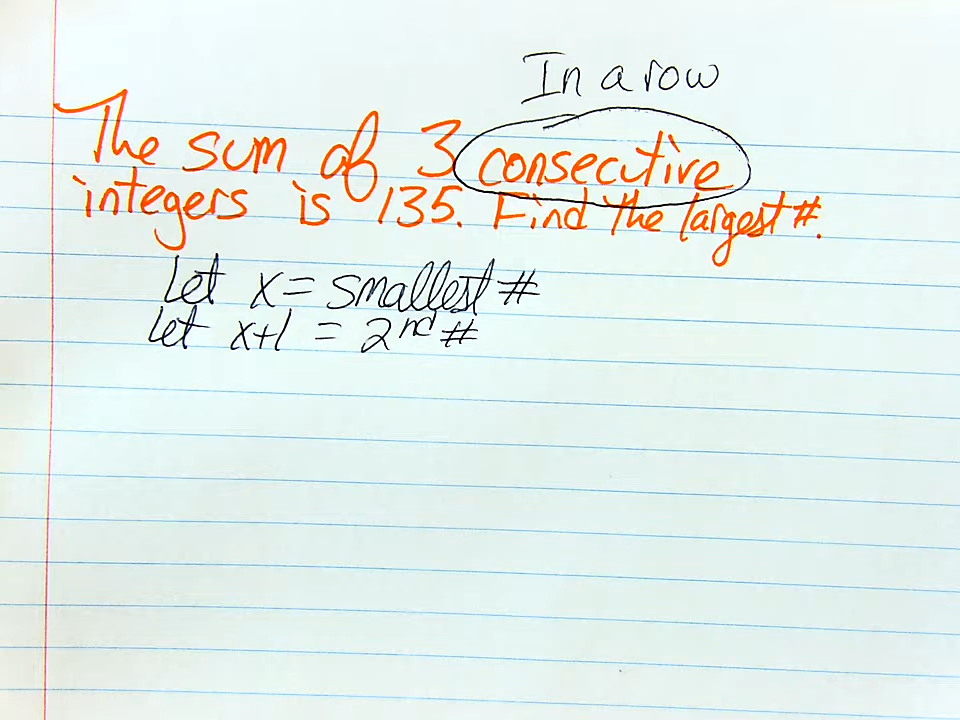 In a row
The sum of 3 consecutive
integers is 135. Find the largest #.
Let x = smallest #
Let x+1 = 2nd #